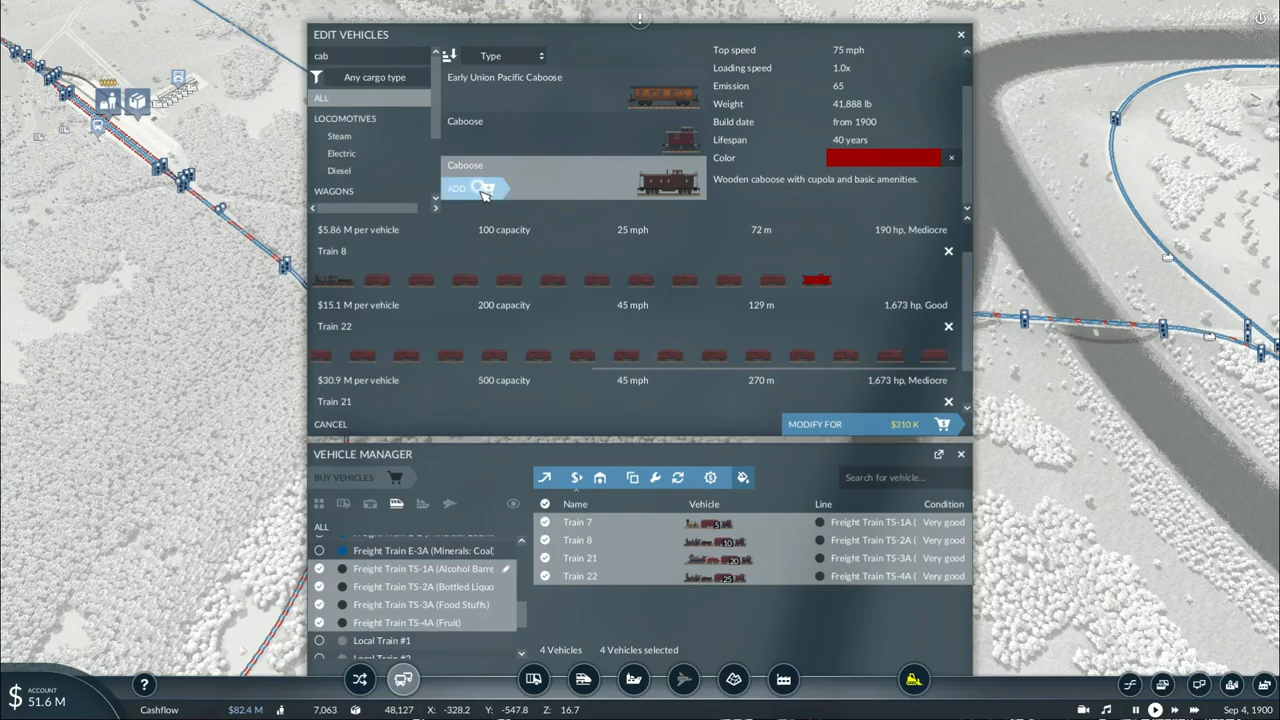 EDIT VEHICLES
cab
Type
Any cargo type
ALL
LOCOMOTIVES
Steam
Electric
Diesel
WAGONS
Early Union Pacific Caboose
Caboose
Caboose
ADD
Top speed 75 mph
Loading speed 1.0x
Emission 65
Weight 41,888 lb
Build date from 1900
Lifespan 40 years
Color
Wooden caboose with cupola and basic amenities.
$5.86 M per vehicle 100 capacity 25 mph 72 m 190 hp, Mediocre
Train 8
$15.1 M per vehicle 200 capacity 45 mph 129 m 1,673 hp, Good
Train 22
$30.9 M per vehicle 500 capacity 45 mph 270 m 1,673 hp, Mediocre
Train 21
CANCEL
MODIFY FOR $310 K
VEHICLE MANAGER
BUY VEHICLES
Search for vehicle...
ALL
Freight Train E-3A (Minerals: Coal)
Freight Train TS-1A (Alcohol Barre
Freight Train TS-2A (Bottled Liquo
Freight Train TS-3A (Food Stuffs)
Freight Train TS-4A (Fruit)
Local Train #1
Name Vehicle Line Condition
Train 7 5 Freight Train TS-1A ( Very good
Train 8 10 Freight Train TS-2A ( Very good
Train 21 20 Freight Train TS-3A ( Very good
Train 22 25 Freight Train TS-4A ( Very good
4 Vehicles 4 Vehicles selected
$ ACCOUNT
51.6 M
?
Cashflow $82.4 M 7,063 48,127 X: -328.2 Y: -547.8 Z: 16.7
Sep 4, 1900